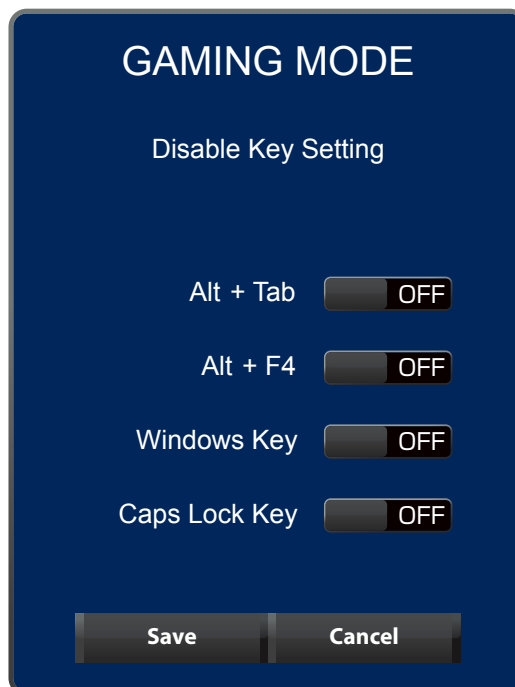 GAMING MODE
Disable Key Setting
Alt + Tab OFF
Alt + F4 OFF
Windows Key OFF
Caps Lock Key OFF
Save Cancel